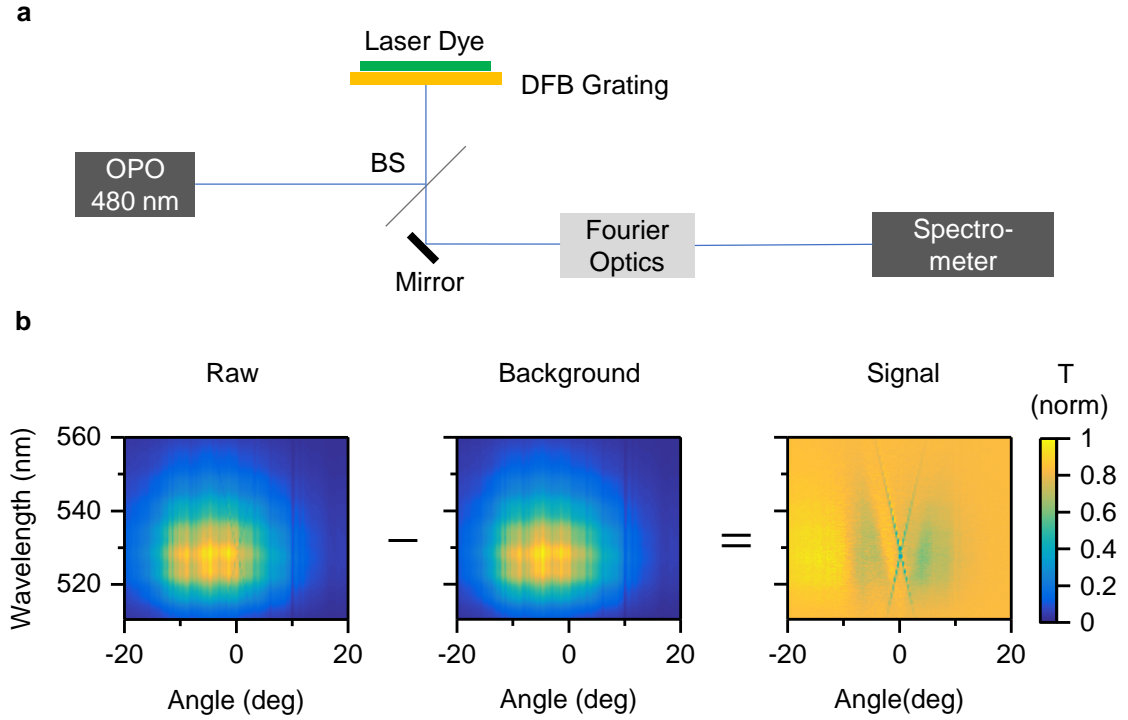 a
Laser Dye
DFB Grating
BS
OPO
480 nm
Fourier
Optics
Spectro-
meter
Mirror
b
Raw
Background
Signal
T
(norm)
Wavelength (nm)
560
540
520
-20 0 20
Angle (deg)
−
-20 0 20
Angle (deg)
=
-20 0 20
Angle(deg)
1
0.8
0.6
0.4
0.2
0